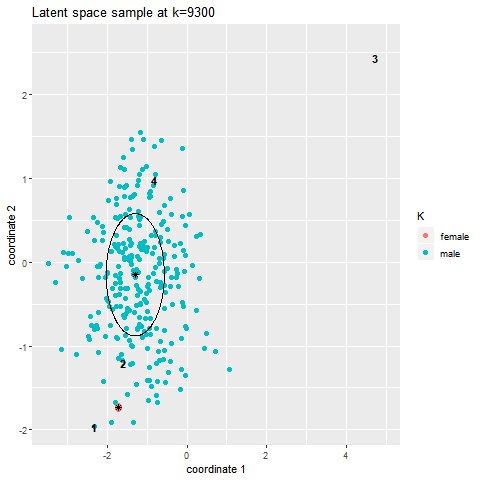 Latent space sample at k=9300
3
2
4
1
K
female
male
coordinate 2
0
-1
2
1
-2
-2
0
2
4
coordinate 1